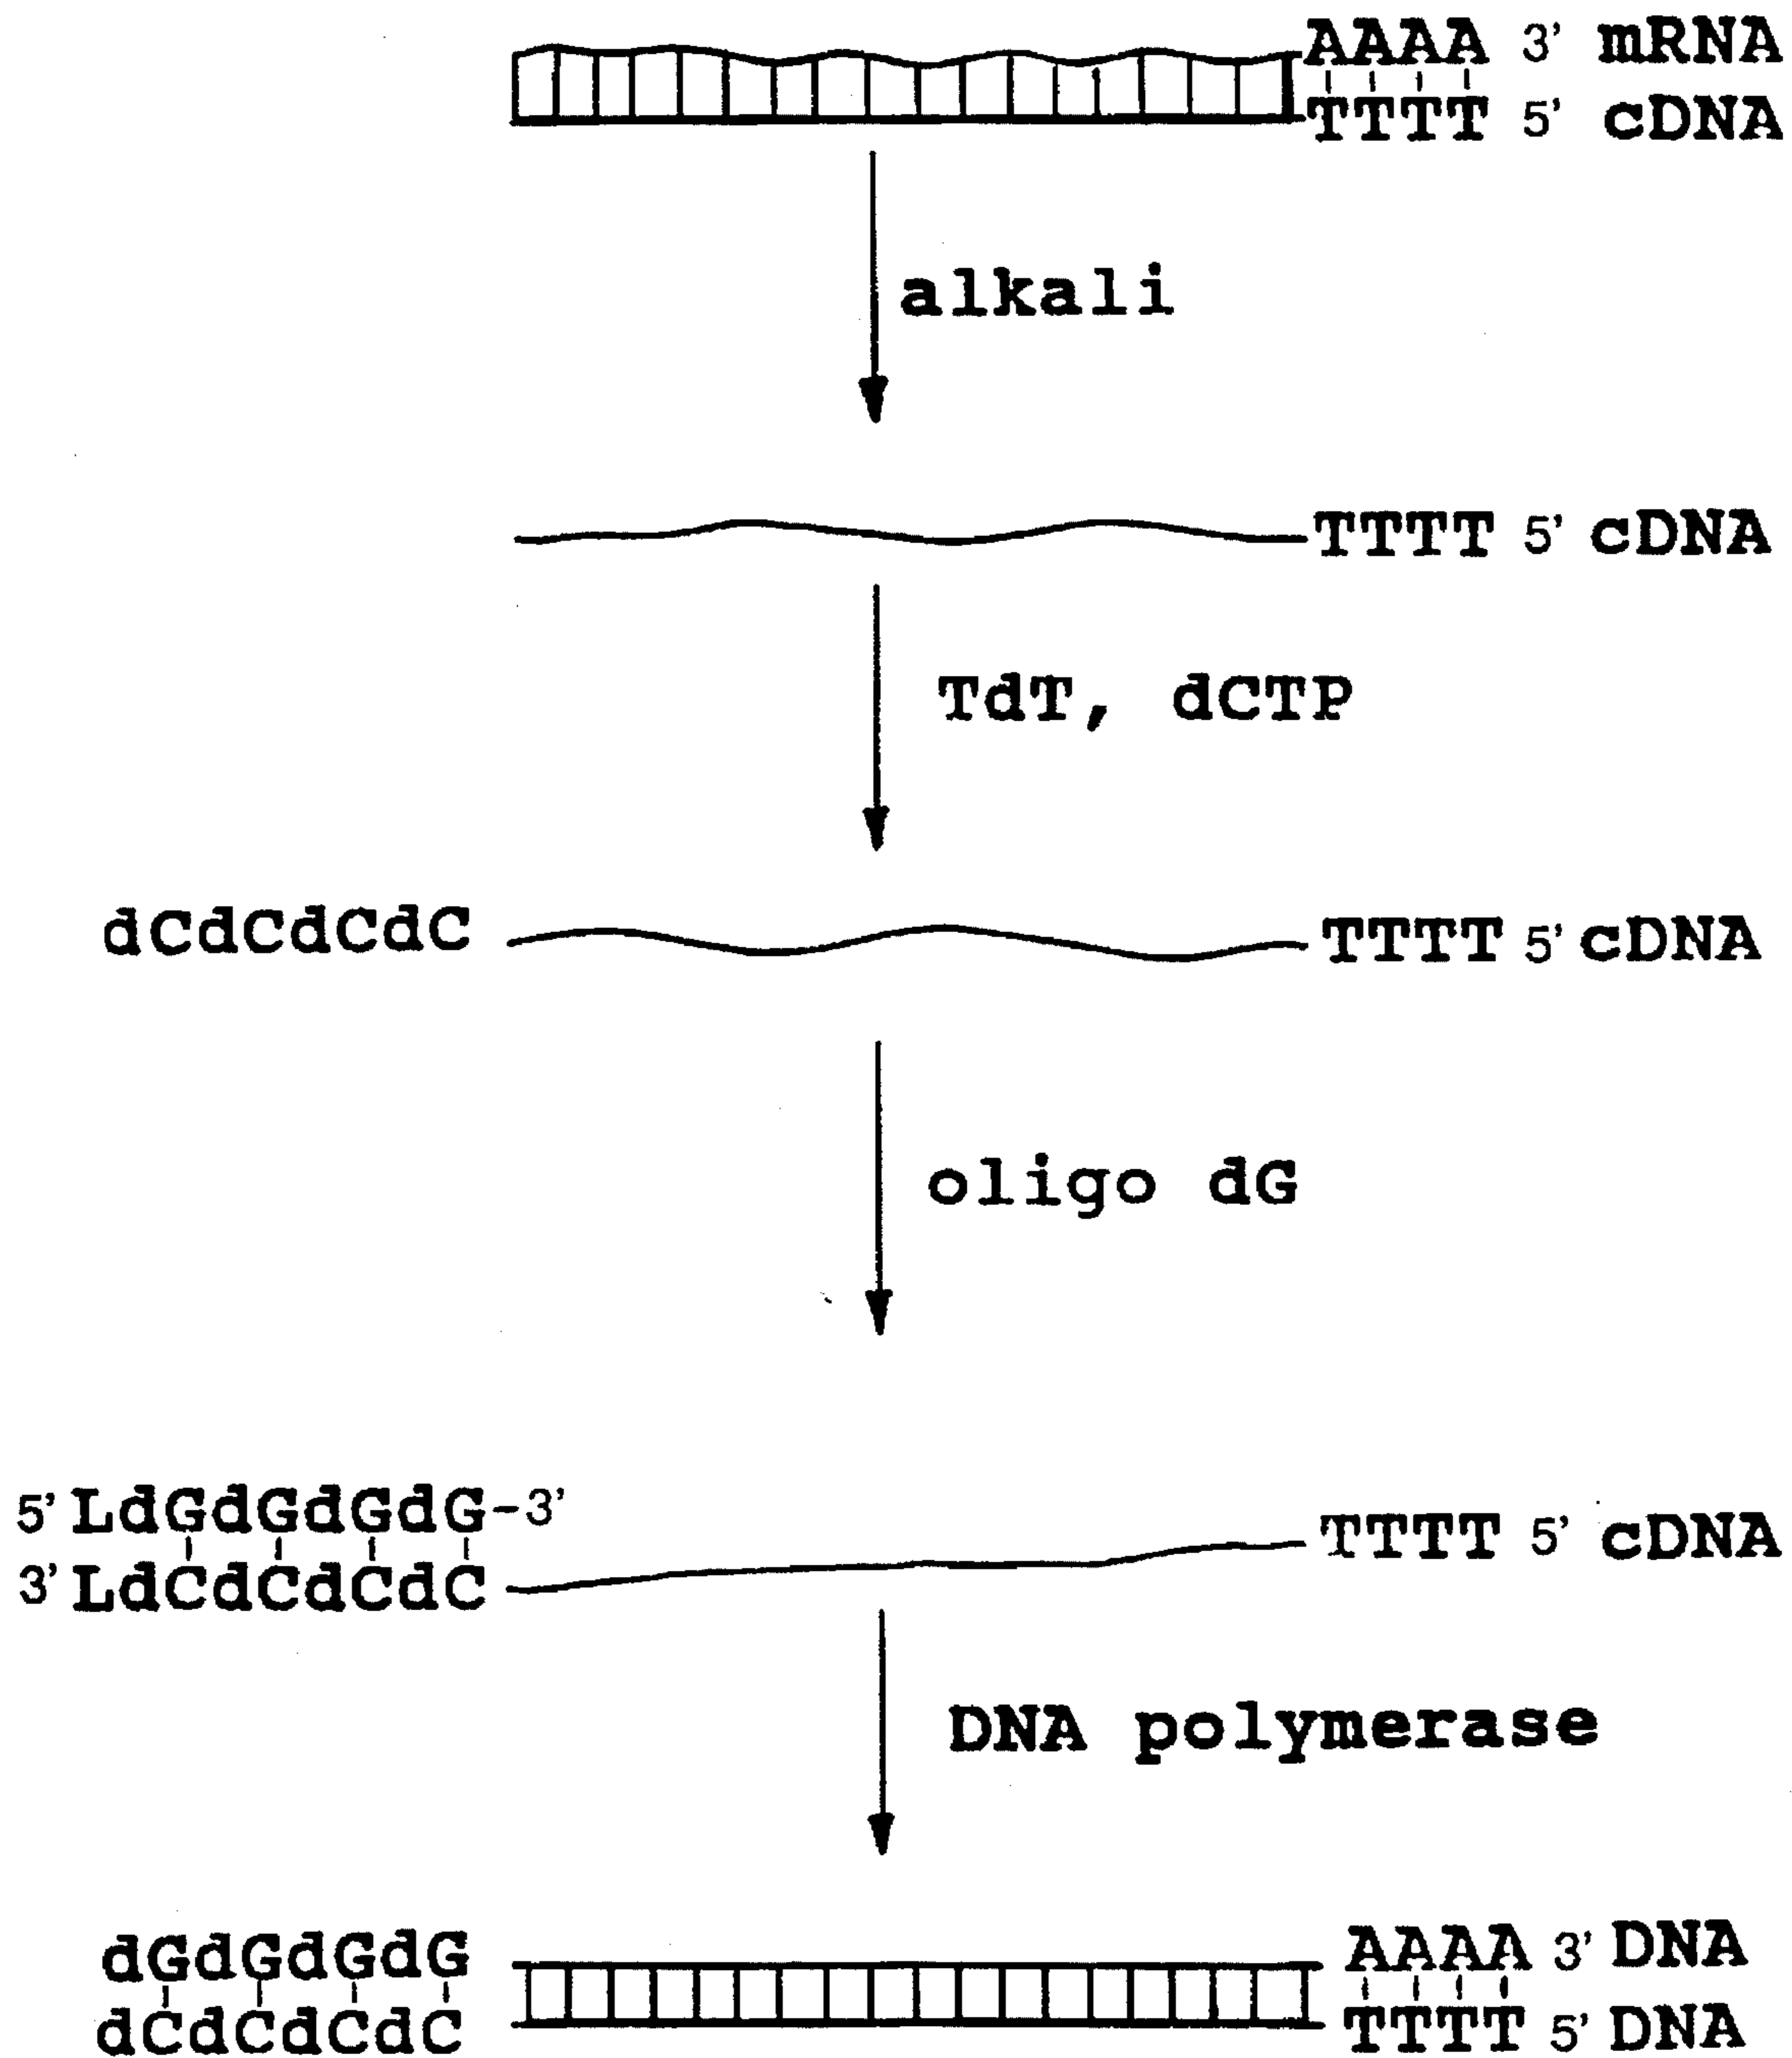 AAAA 3' mRNA
TTTT 5' cDNA
alkali
TTTT 5' cDNA
TdT, dCTP
dCdCdCdC TTTT 5' cDNA
oligo dG
5' LdGdGdGdG-3'
3' LdCdCdCdC TTTT 5' cDNA
DNA polymerase
dGdGdGdG AAAA 3' DNA
dCdCdCdC TTTT 5' DNA